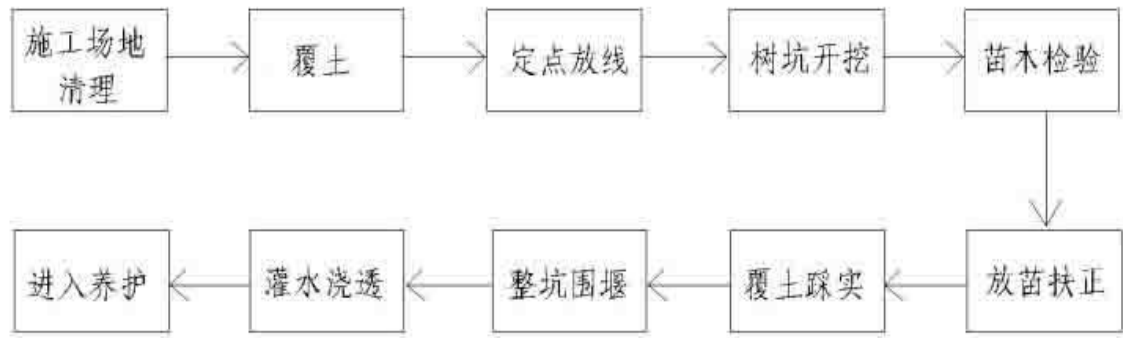 施工场地
清理
覆土
定点放线
树坑开挖
苗木检验
放苗扶正
覆土踩实
整坑围堰
灌水浇透
进入养护